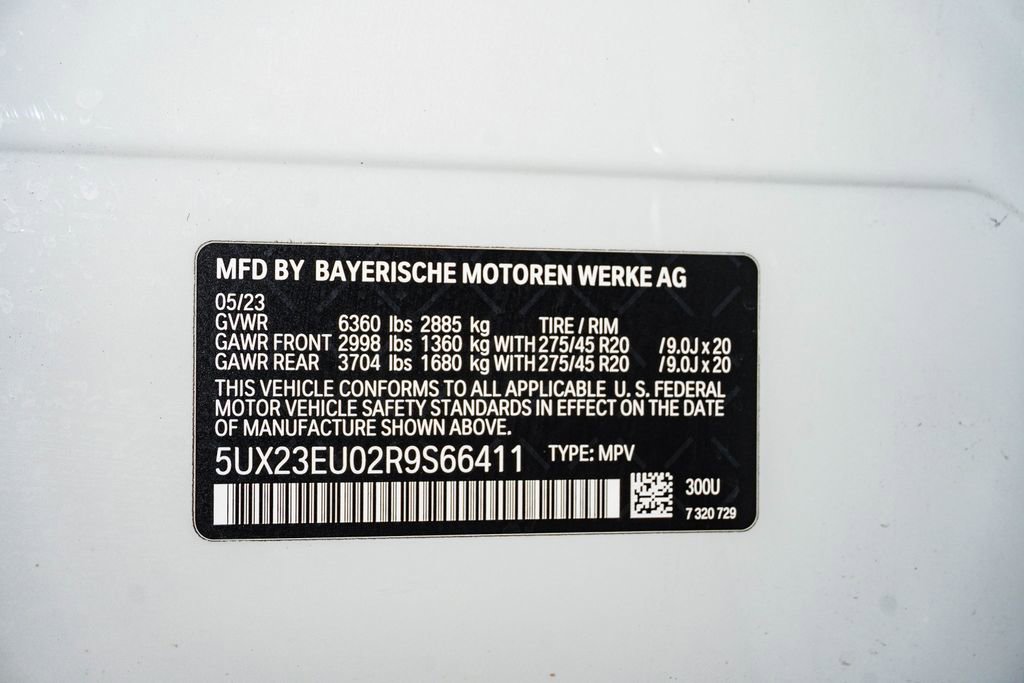 MFD BY BAYERISCHE MOTOREN WERKE AG
05/23
GVWR 6360 lbs 2885 kg TIRE / RIM
GAWR FRONT 2998 lbs 1360 kg WITH 275/45 R20 / 9.0J x 20
GAWR REAR 3704 lbs 1680 kg WITH 275/45 R20 / 9.0J x 20
THIS VEHICLE CONFORMS TO ALL APPLICABLE U. S. FEDERAL
MOTOR VEHICLE SAFETY STANDARDS IN EFFECT ON THE DATE
OF MANUFACTURE SHOWN ABOVE.
5UX23EU02R9S66411 TYPE: MPV
300U
7 320 729